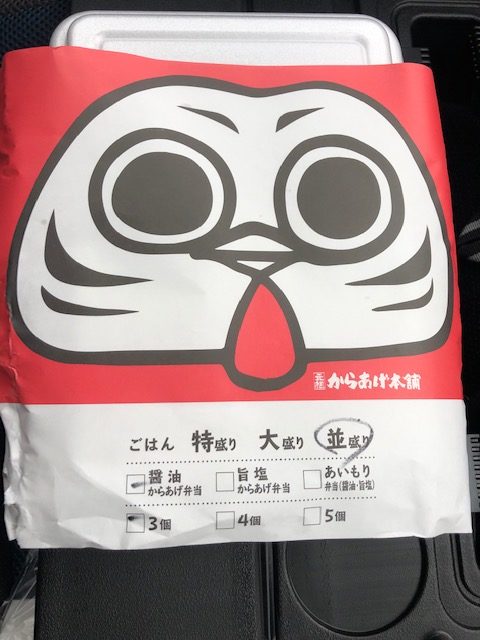 からあげ本舗
ごはん 特盛り 大盛り 並盛り
□醤油からあげ弁当 □旨塩からあげ弁当 □あいもり弁当(醤油・旨塩)
□3個 □4個 □5個